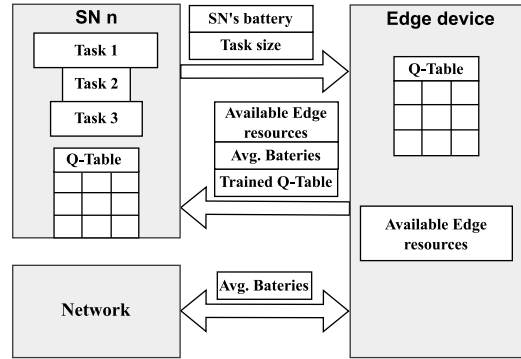 SN n
Task 1
Task 2
Task 3
Q-Table
SN's battery
Task size
Available Edge
resources
Avg. Bateries
Trained Q-Table
Edge device
Q-Table
Available Edge
resources
Network
Avg. Bateries